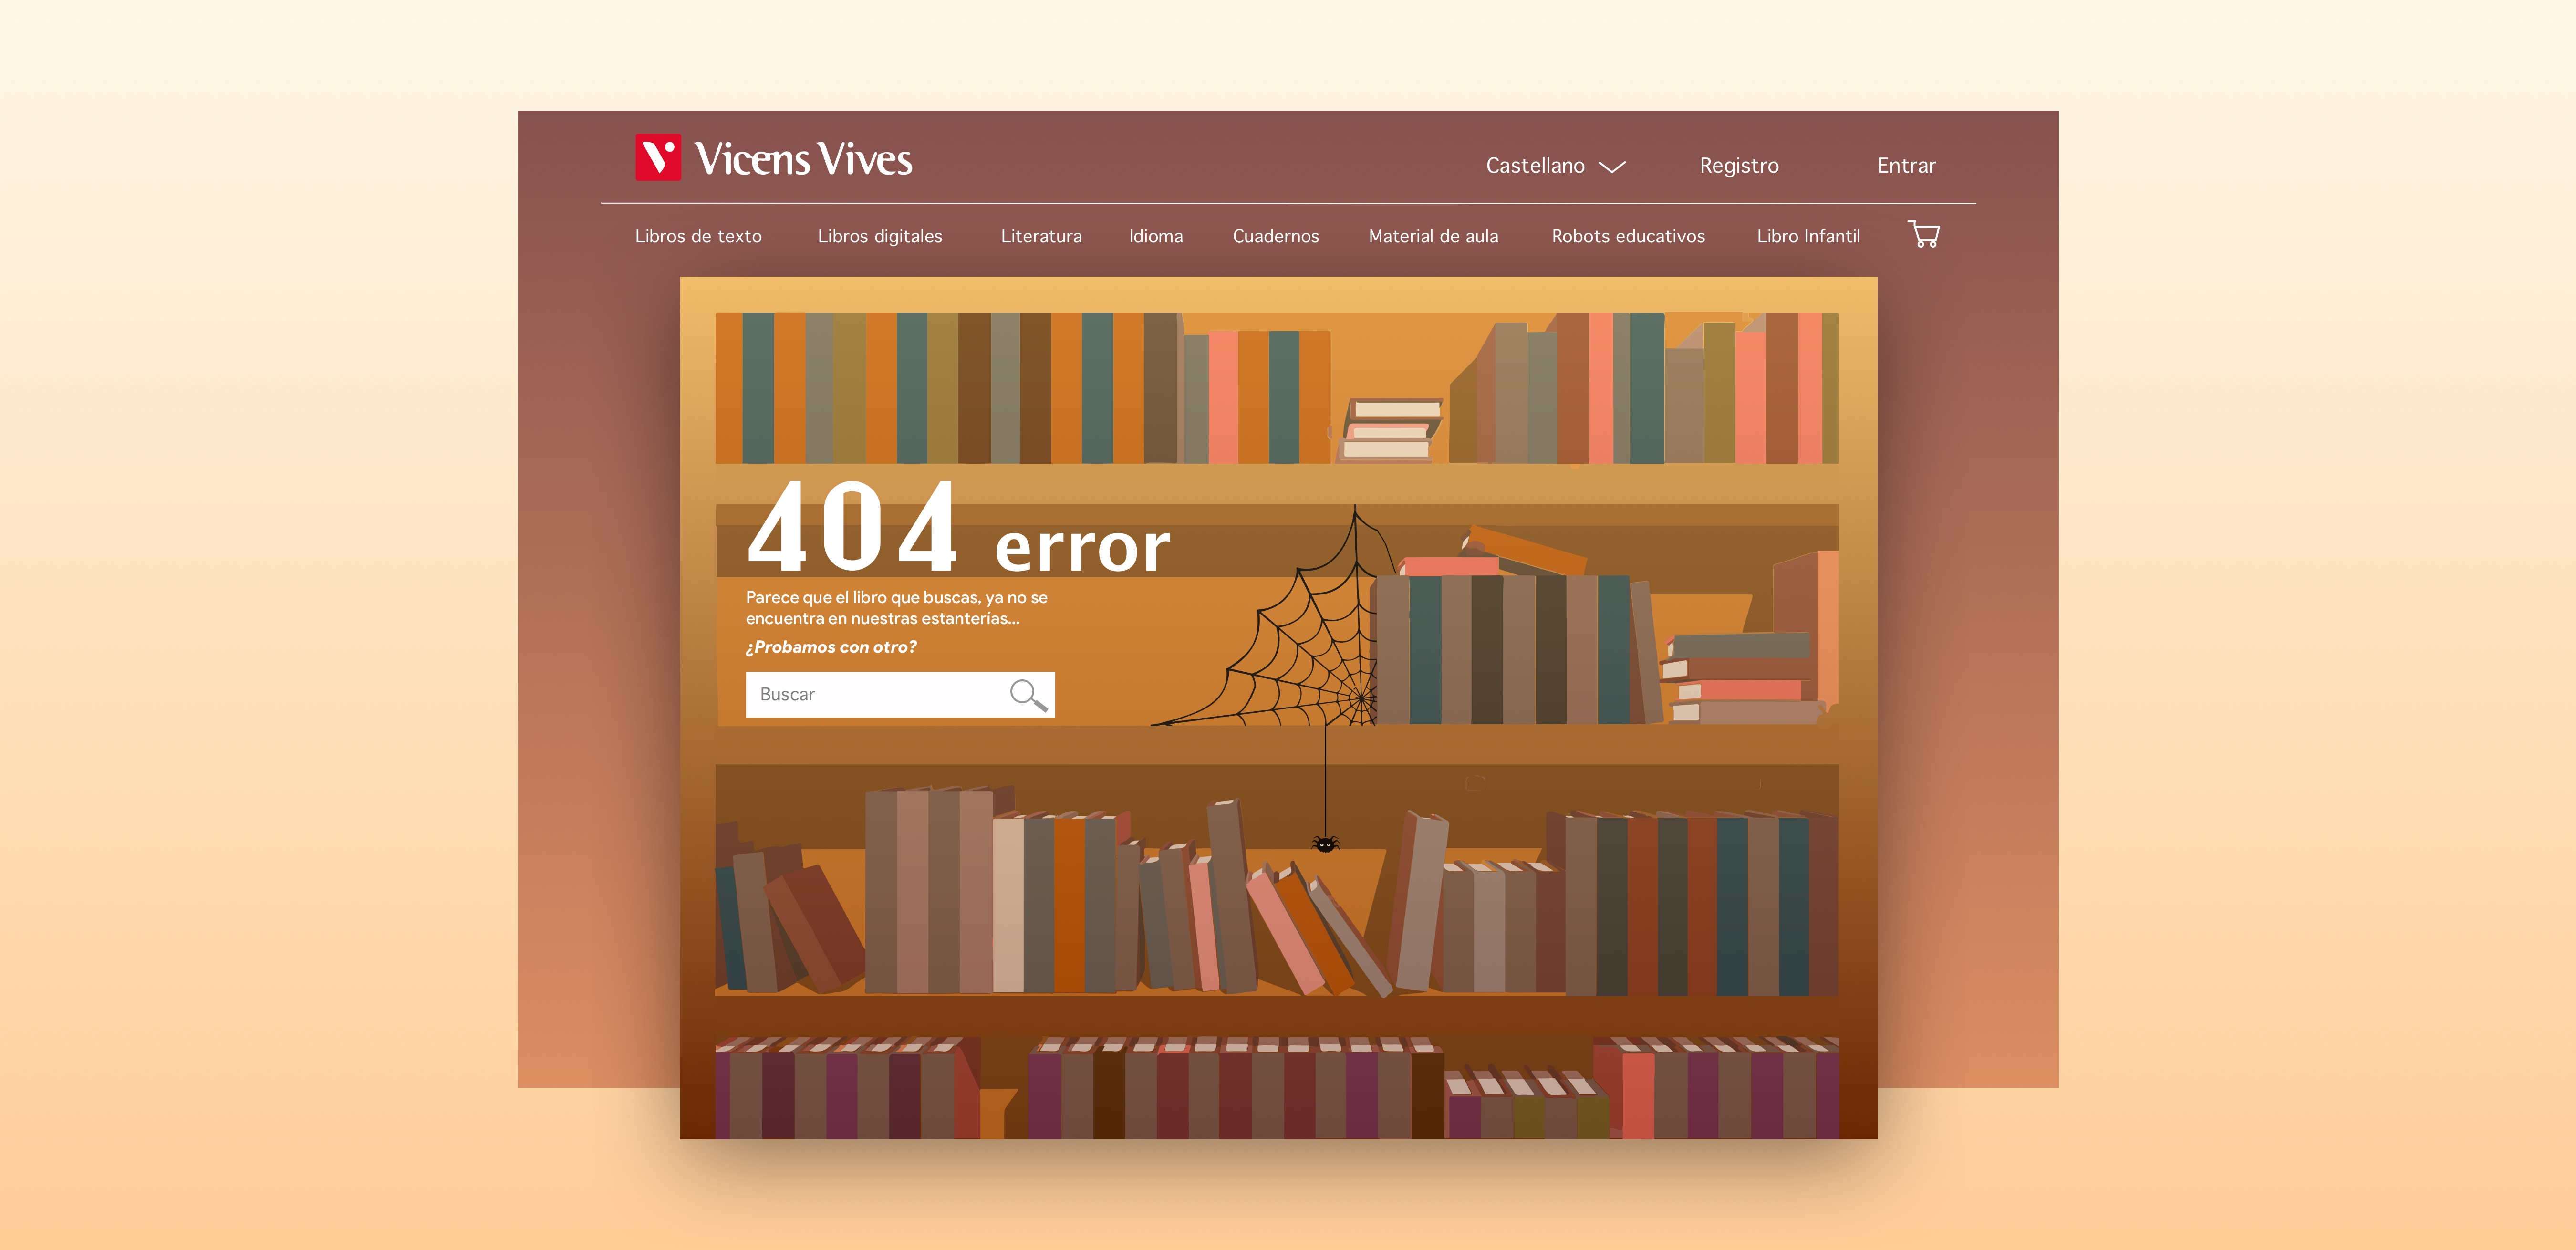 Vicens Vives
Castellano Registro Entrar
Libros de texto Libros digitales Literatura Idioma Cuadernos Material de aula Robots educativos Libro Infantil
404 error
Parece que el libro que buscas, ya no se
encuentra en nuestras estanterías...
¿Probamos con otro?
Buscar